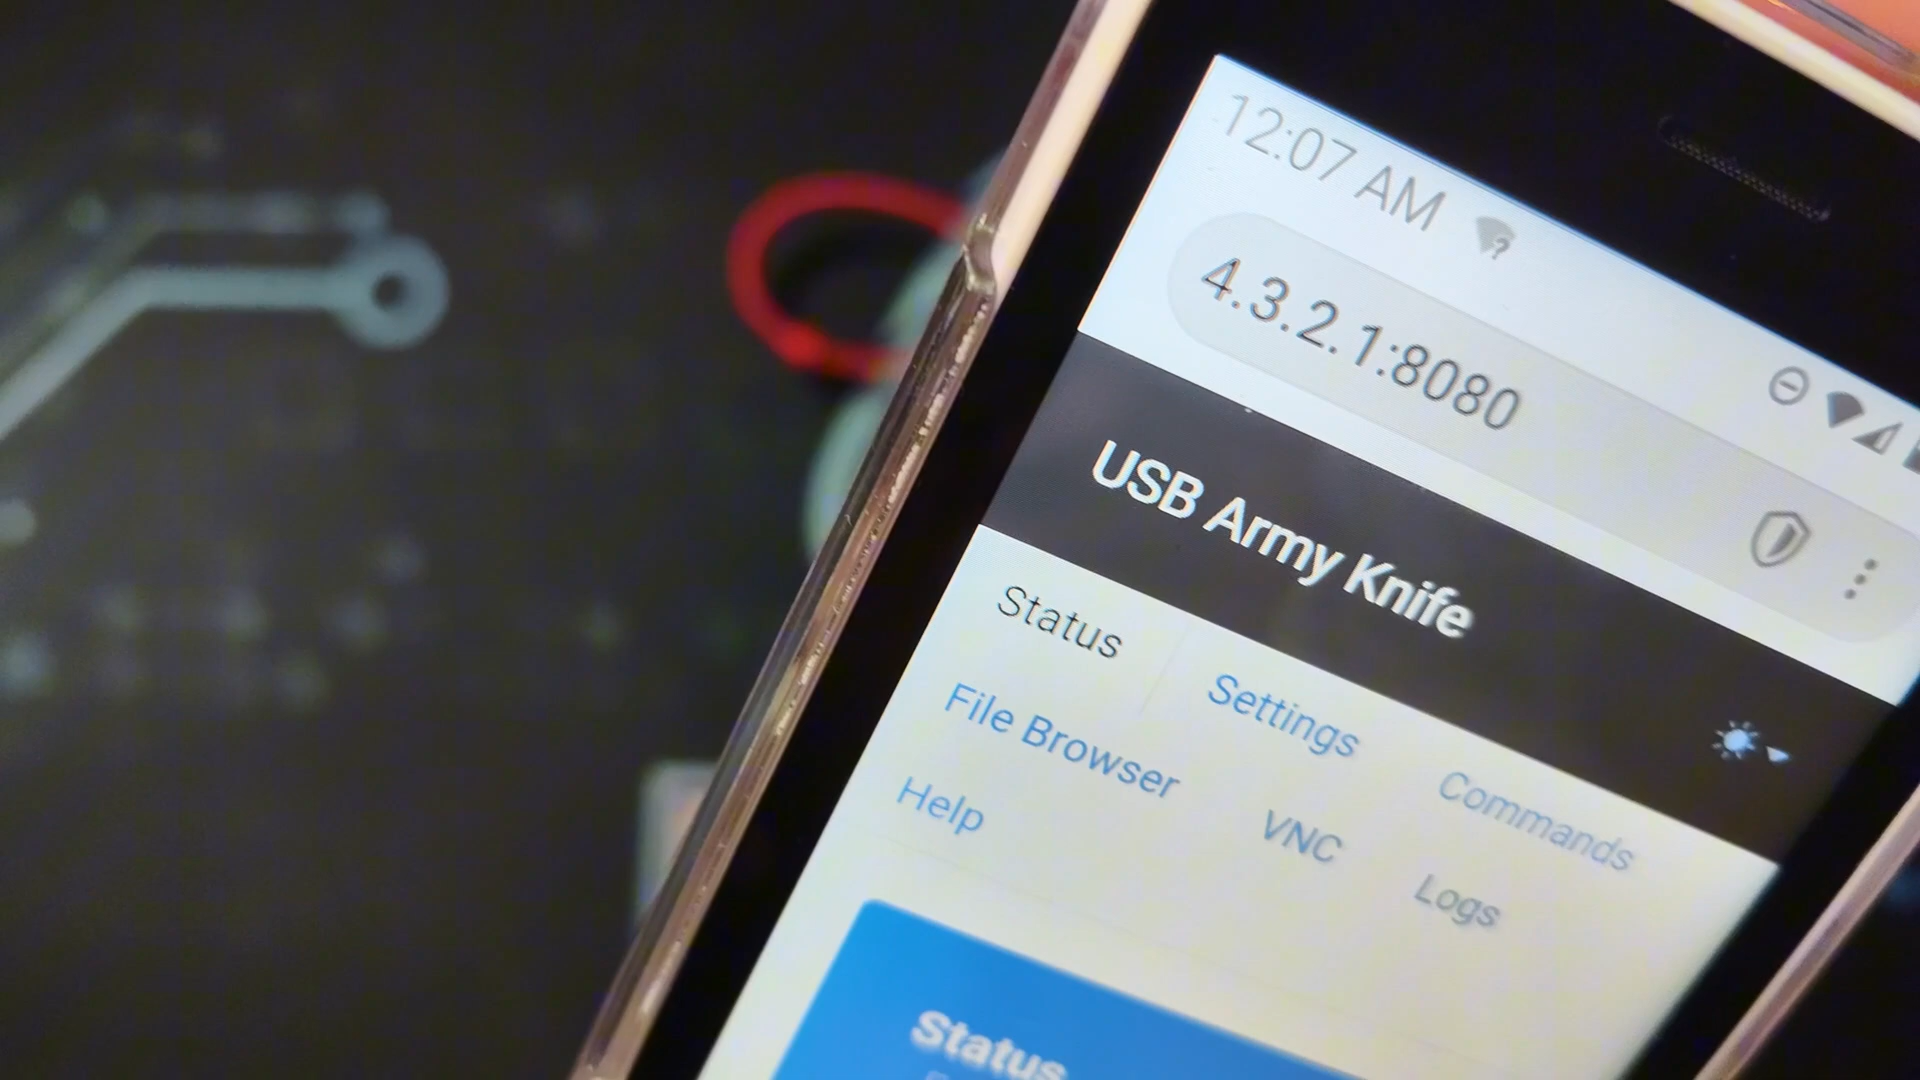 12:07 AM
4.3.2.1:8080
USB Army Knife
Status Settings Commands
File Browser VNC Logs
Help
Status